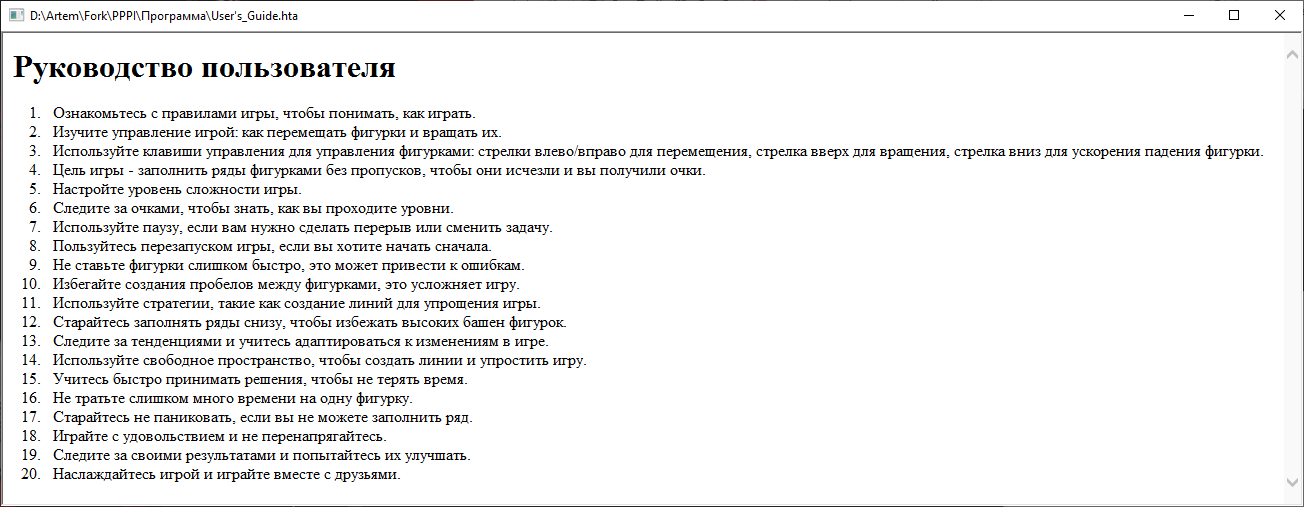 D:\Artem\Fork\PPPI\Программа\User's_Guide.hta
Руководство пользователя
1. Ознакомьтесь с правилами игры, чтобы понимать, как играть.
2. Изучите управление игрой: как перемещать фигурки и вращать их.
3. Используйте клавиши управления для управления фигурками: стрелки влево/вправо для перемещения, стрелка вверх для вращения, стрелка вниз для ускорения падения фигурки.
4. Цель игры - заполнить ряды фигурками без пропусков, чтобы они исчезли и вы получили очки.
5. Настройте уровень сложности игры.
6. Следите за очками, чтобы знать, как вы проходите уровни.
7. Используйте паузу, если вам нужно сделать перерыв или сменить задачу.
8. Пользуйтесь перезапуском игры, если вы хотите начать сначала.
9. Не ставьте фигурки слишком быстро, это может привести к ошибкам.
10. Избегайте создания пробелов между фигурками, это усложняет игру.
11. Используйте стратегии, такие как создание линий для упрощения игры.
12. Старайтесь заполнять ряды снизу, чтобы избежать высоких башен фигурок.
13. Следите за тенденциями и учитесь адаптироваться к изменениям в игре.
14. Используйте свободное пространство, чтобы создать линии и упростить игру.
15. Учитесь быстро принимать решения, чтобы не терять время.
16. Не тратьте слишком много времени на одну фигурку.
17. Старайтесь не паниковать, если вы не можете заполнить ряд.
18. Играйте с удовольствием и не перенапрягайтесь.
19. Следите за своими результатами и попытайтесь их улучшать.
20. Наслаждайтесь игрой и играйте вместе с друзьями.